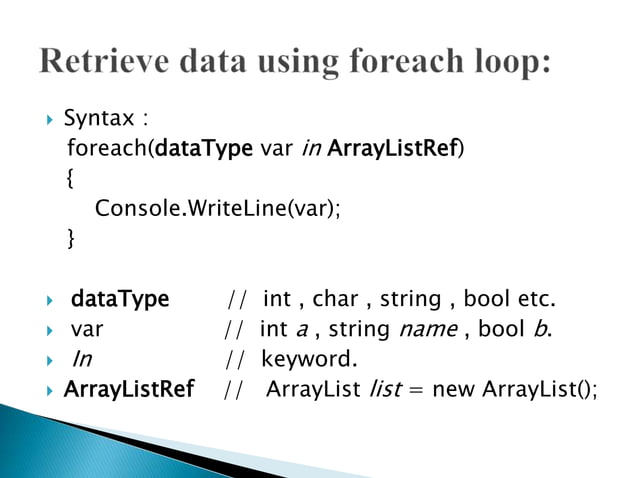 Retrieve data using foreach loop:
Syntax :
foreach(dataType var in ArrayListRef)
{
Console.WriteLine(var);
}
dataType // int , char , string , bool etc.
var // int a , string name , bool b.
In // keyword.
ArrayListRef // ArrayList list = new ArrayList();